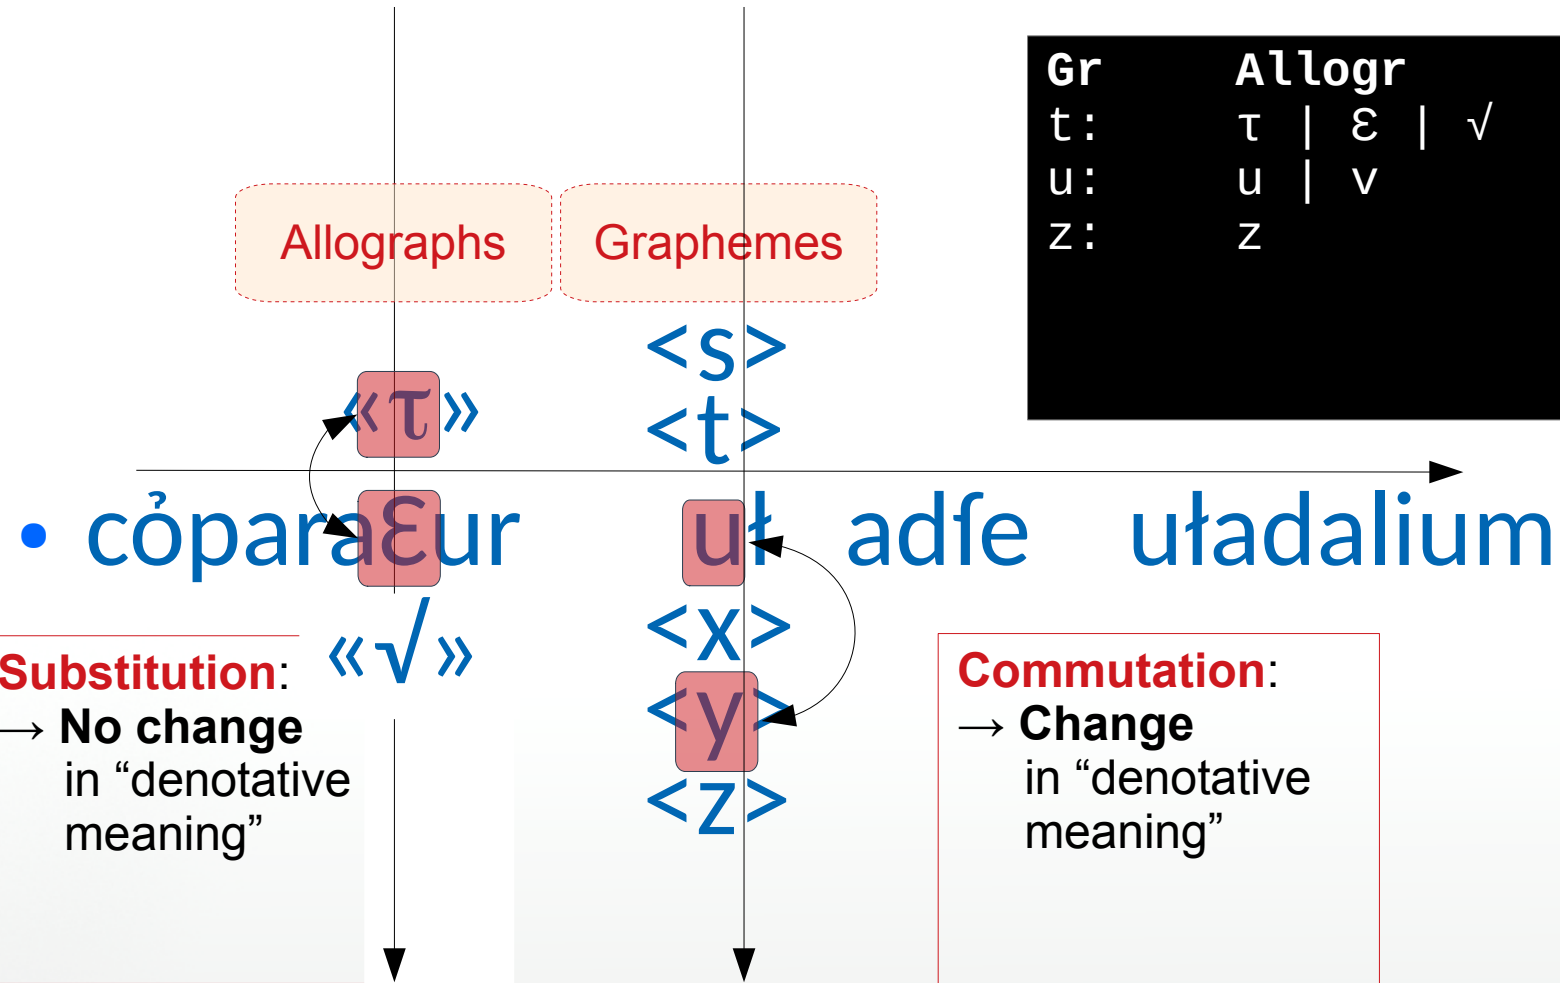 Gr Allogr
t: τ | Ɛ | √
u: u | v
z: z
Allographs Graphemes
<s>
«τ» <t>
• cỏparaƐur uł adſe uładalium
«√» <x>
<y>
<z>
Substitution:
→ No change
in “denotative
meaning”
Commutation:
→ Change
in “denotative
meaning”